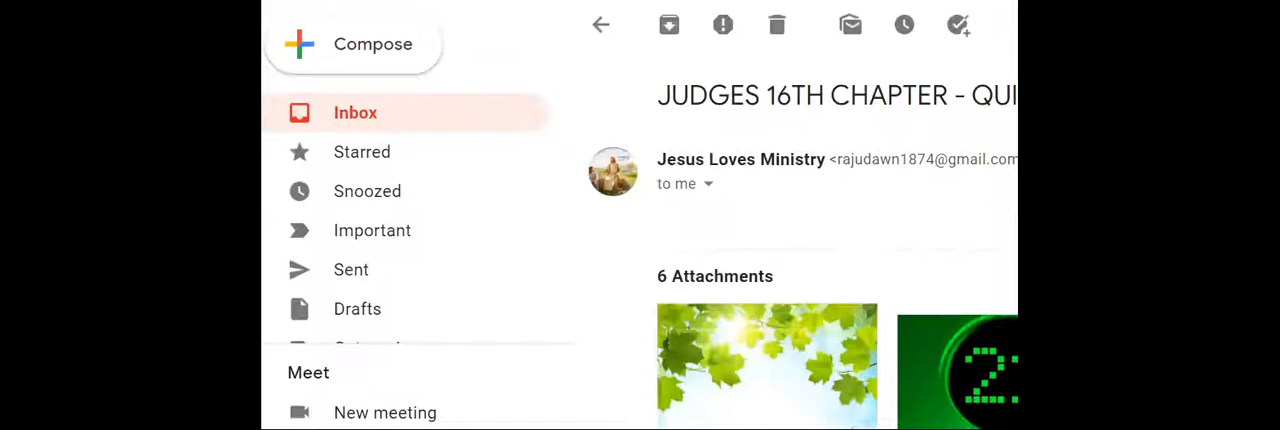 Compose
Inbox
Starred
Snoozed
Important
Sent
Drafts
Meet
New meeting
JUDGES 16TH CHAPTER - QUI
Jesus Loves Ministry <rajudawn1874@gmail.com
to me
6 Attachments